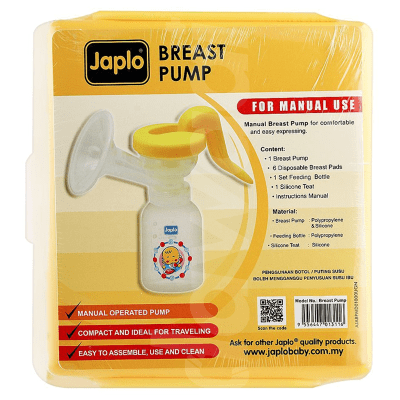 Japlo®
BREAST
PUMP
FOR MANUAL USE
Manual Breast Pump for comfortable
and easy expressing.
Content:
• 1 Breast Pump
• 6 Disposable Breast Pads
• 1 Set Feeding Bottle
• 1 Silicone Teat
• Instructions Manual
Material:
• Breast Pump : Polypropylene
&Silicone
• Feeding Bottle : Polypropylene
• Silicone Teat : Silicone
Japlo
PENGGUNAAN BOTOL / PUTING SUSU
BOLEH MENGGANGGU PENYUSUAN SUSU IBU
✓ MANUAL OPERATED PUMP
✓ COMPACT AND IDEAL FOR TRAVELING
✓ EASY TO ASSEMBLE, USE AND CLEAN
Scan the code
Model No.: Breast Pump
9 556447 013116
Ask for other Japlo® quality products.
www.japlobaby.com.my